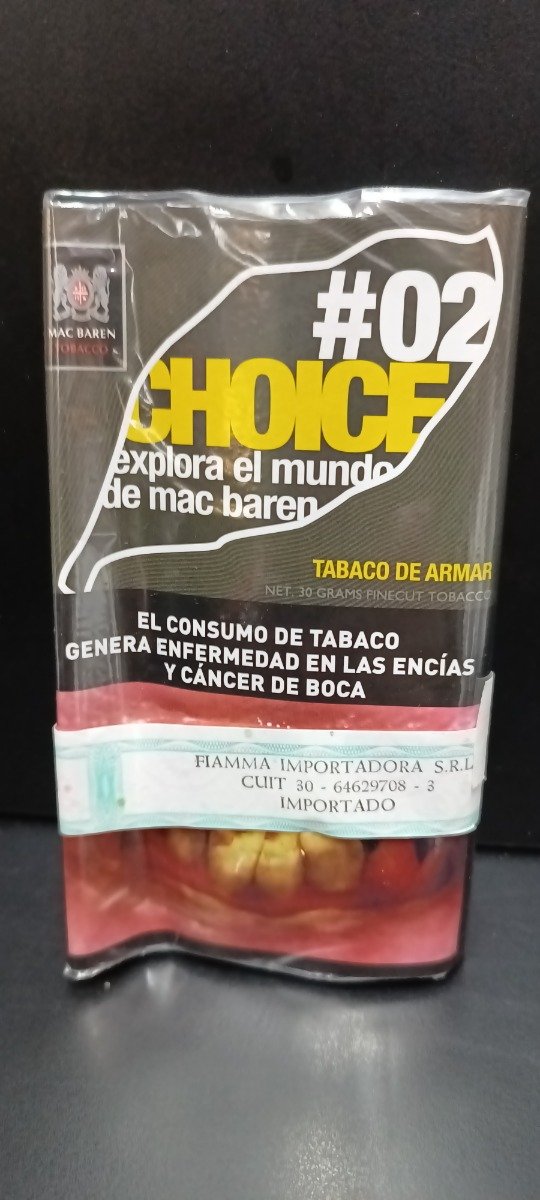 MAC BAREN
TOBACCO
#02
CHOICE
explora el mundo
de mac baren
TABACO DE ARMAR
NET. 30 GRAMS FINECUT TOBACCO
EL CONSUMO DE TABACO
GENERA ENFERMEDAD EN LAS ENCÍAS
Y CÁNCER DE BOCA
FIAMMA IMPORTADORA S.R.L
CUIT 30 - 64629708 - 3
IMPORTADO